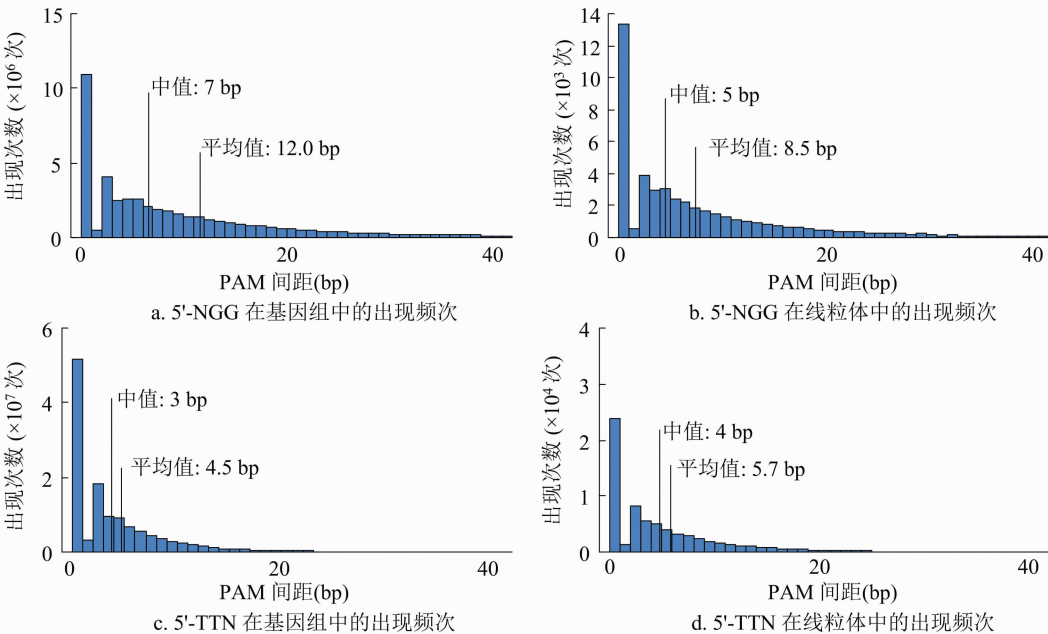 出现次数 (×10⁶ 次)
15
10
5
0
中值: 7 bp
平均值: 12.0 bp
0 20 40
PAM 间距(bp)
a. 5'-NGG 在基因组中的出现频次
出现次数 (×10³ 次)
14
12
10
8
6
4
2
0
中值: 5 bp
平均值: 8.5 bp
0 20 40
PAM 间距(bp)
b. 5'-NGG 在线粒体中的出现频次
出现次数 (×10⁷ 次)
6
4
2
0
中值: 3 bp
平均值: 4.5 bp
0 20 40
PAM 间距(bp)
c. 5'-TTN 在基因组中的出现频次
出现次数 (×10⁴ 次)
4
3
2
1
0
中值: 4 bp
平均值: 5.7 bp
0 20 40
PAM 间距(bp)
d. 5'-TTN 在线粒体中的出现频次